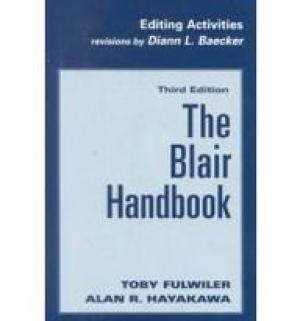 Editing Activities
revisions by Diann L. Baecker
Third Edition
The
Blair
Handbook
TOBY FULWILER
ALAN R. HAYAKAWA